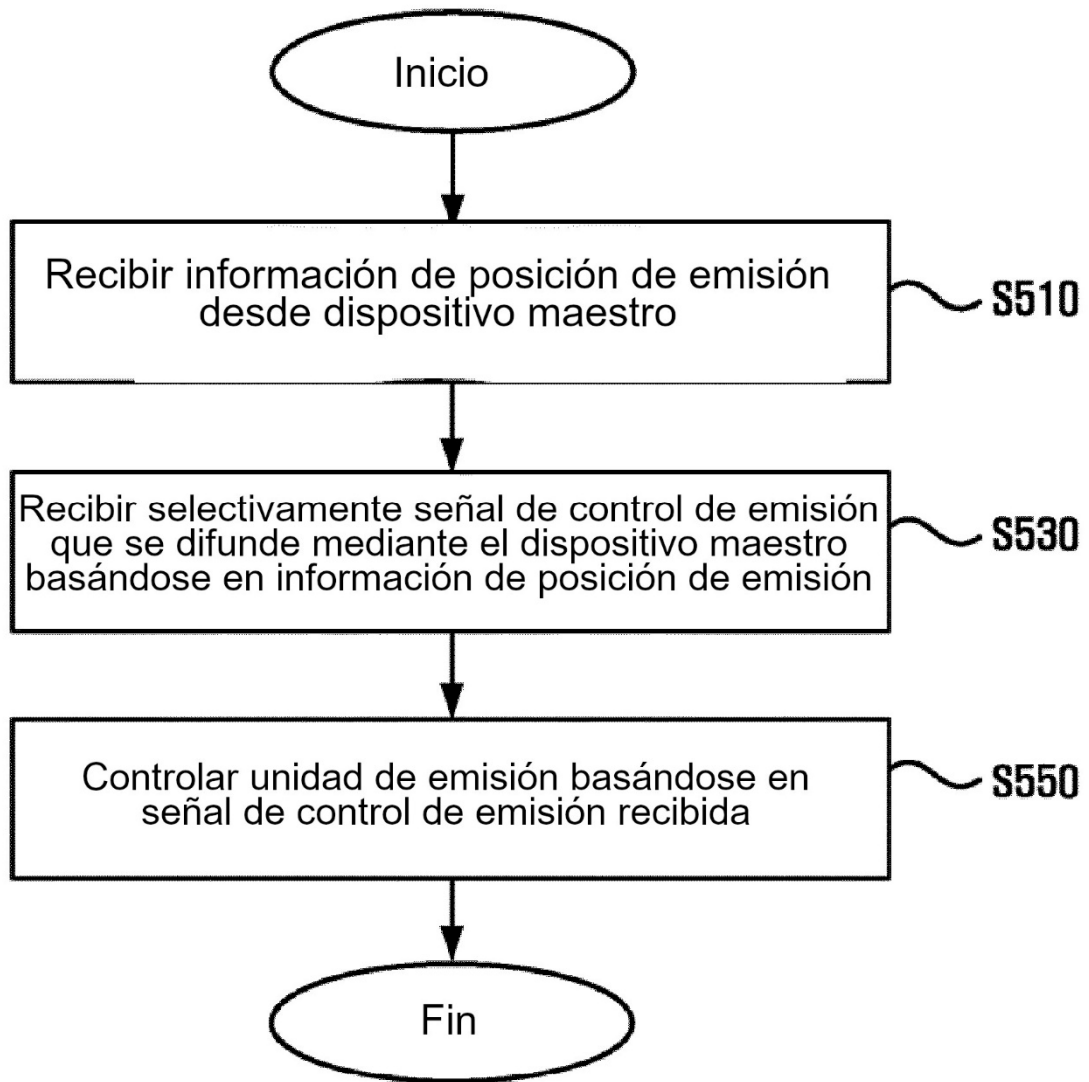 Inicio
Recibir información de posición de emisión
desde dispositivo maestro
S510
Recibir selectivamente señal de control de emisión
que se difunde mediante el dispositivo maestro
basándose en información de posición de emisión
S530
Controlar unidad de emisión basándose en
señal de control de emisión recibida
S550
Fin